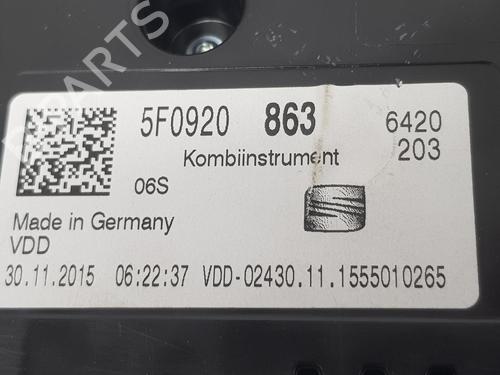 PARTS
5F0920 863 6420
Kombiinstrument 203
06S
Made in Germany
VDD
30.11.2015 06:22:37 VDD-02430.11.1555010265